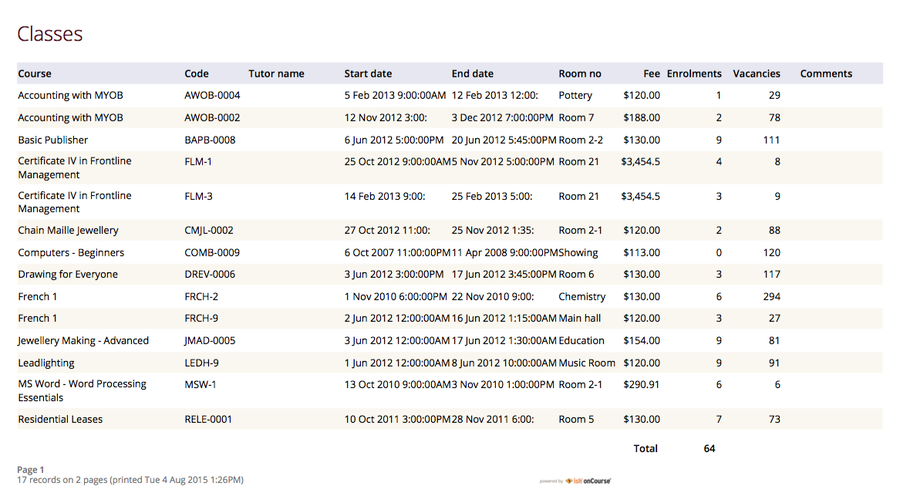 Classes
Course Code Tutor name Start date End date Room no Fee Enrolments Vacancies Comments
Accounting with MYOB AWOB-0004 5 Feb 2013 9:00:00AM 12 Feb 2013 12:00: Pottery $120.00 1 29
Accounting with MYOB AWOB-0002 12 Nov 2012 3:00: 3 Dec 2012 7:00:00PM Room 7 $188.00 2 78
Basic Publisher BAPB-0008 6 Jun 2012 5:00:00PM 20 Jun 2012 5:45:00PM Room 2-2 $130.00 9 111
Certificate IV in Frontline FLM-1 25 Oct 2012 9:00:00AM 5 Nov 2012 5:00:00PM Room 21 $3,454.5 4 8
Management
Certificate IV in Frontline FLM-3 14 Feb 2013 9:00: 25 Feb 2013 5:00: Room 21 $3,454.5 3 9
Management
Chain Maille Jewellery CMJL-0002 27 Oct 2012 11:00: 25 Nov 2012 1:35: Room 2-1 $120.00 2 88
Computers - Beginners COMB-0009 6 Oct 2007 11:00:00PM 11 Apr 2008 9:00:00PM Showing $113.00 0 120
Drawing for Everyone DREV-0006 3 Jun 2012 3:00:00PM 17 Jun 2012 3:45:00PM Room 6 $130.00 3 117
French 1 FRCH-2 1 Nov 2010 6:00:00PM 22 Nov 2010 9:00: Chemistry $130.00 6 294
French 1 FRCH-9 2 Jun 2012 12:00:00AM 16 Jun 2012 1:15:00AM Main hall $120.00 3 27
Jewellery Making - Advanced JMAD-0005 3 Jun 2012 12:00:00AM 17 Jun 2012 1:30:00AM Education $154.00 9 81
Leadlighting LEDH-9 1 Jun 2012 12:00:00AM 8 Jun 2012 10:00:00AM Music Room $120.00 9 91
MS Word - Word Processing MSW-1 13 Oct 2010 9:00:00AM 3 Nov 2010 1:00:00PM Room 2-1 $290.91 6 6
Essentials
Residential Leases RELE-0001 10 Oct 2011 3:00:00PM 28 Nov 2011 6:00: Room 5 $130.00 7 73
Total 64
Page 1
17 records on 2 pages (printed Tue 4 Aug 2015 1:26PM)
powered by ish onCourse